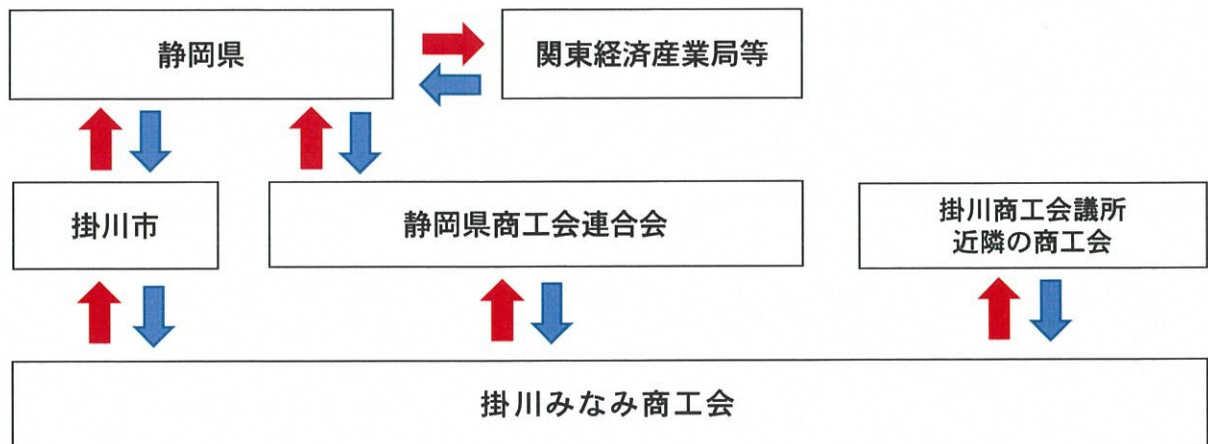 静岡県
関東経済産業局等
掛川市
静岡県商工会連合会
掛川商工会議所
近隣の商工会
掛川みなみ商工会